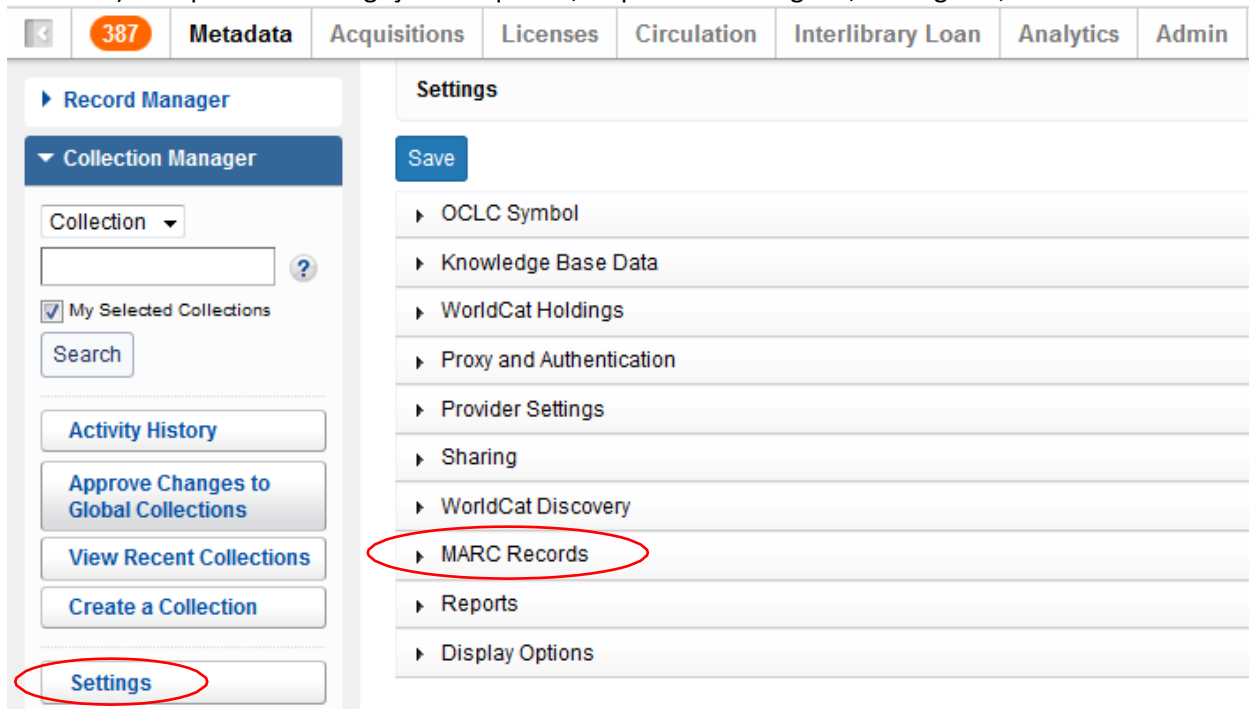 387 Metadata Acquisitions Licenses Circulation Interlibrary Loan Analytics Admin
Record Manager
Collection Manager
Collection
?
My Selected Collections
Search
Activity History
Approve Changes to
Global Collections
View Recent Collections
Create a Collection
Settings
Settings
Save
OCLC Symbol
Knowledge Base Data
WorldCat Holdings
Proxy and Authentication
Provider Settings
Sharing
WorldCat Discovery
MARC Records
Reports
Display Options